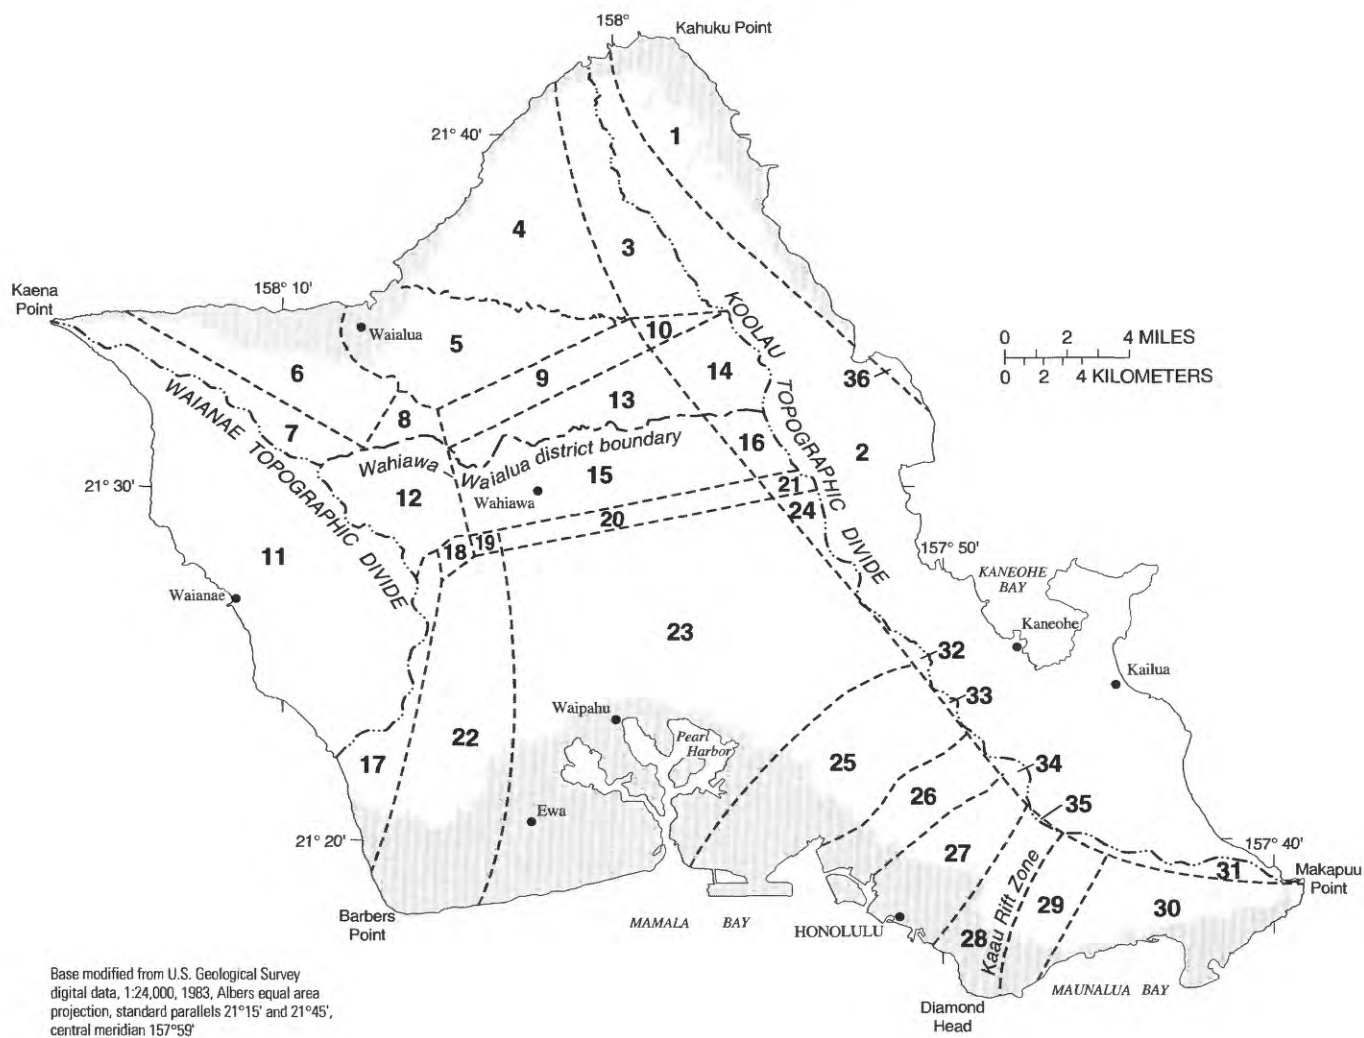 158°
Kahuku Point
1
21° 40'
4
3
Kaena
Point
158° 10'
Waialua
5
10
KOOLAU TOPOGRAPHIC DIVIDE
4 MILES
0 2
0 2 4 KILOMETERS
6
9
14
36
WAIANAE TOPOGRAPHIC DIVIDE
7
8
13
Wahiawa
Waialua district boundary
16
2
21° 30'
12
Wahiawa
15
21
20
24
11
18
19
157° 50'
KANEOHE
BAY
Waianae
Kaneohe
23
32
Kailua
33
Waipahu
Pearl
Harbor
22
17
25
34
26
35
Ewa
21° 20'
27
157° 40'
Makapuu
Point
31
Kaau Rift Zone
29
30
28
Barbers
Point
MAMALA BAY
HONOLULU
MAUNALUA BAY
Diamond
Head
Base modified from U.S. Geological Survey
digital data, 1:24,000, 1983, Albers equal area
projection, standard parallels 21°15' and 21°45',
central meridian 157°59'